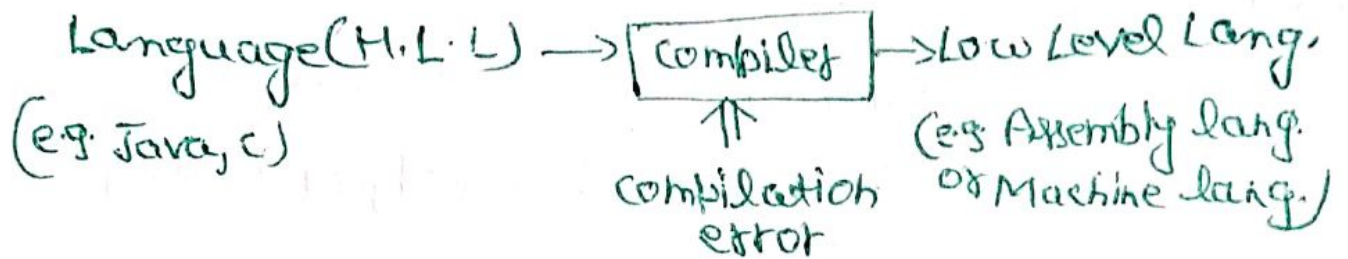 Language(H.L.L) → compiler → Low Level Lang.
(e.g. Java, c)
(e.g. Assembly lang.
or Machine lang.)
compilation
error